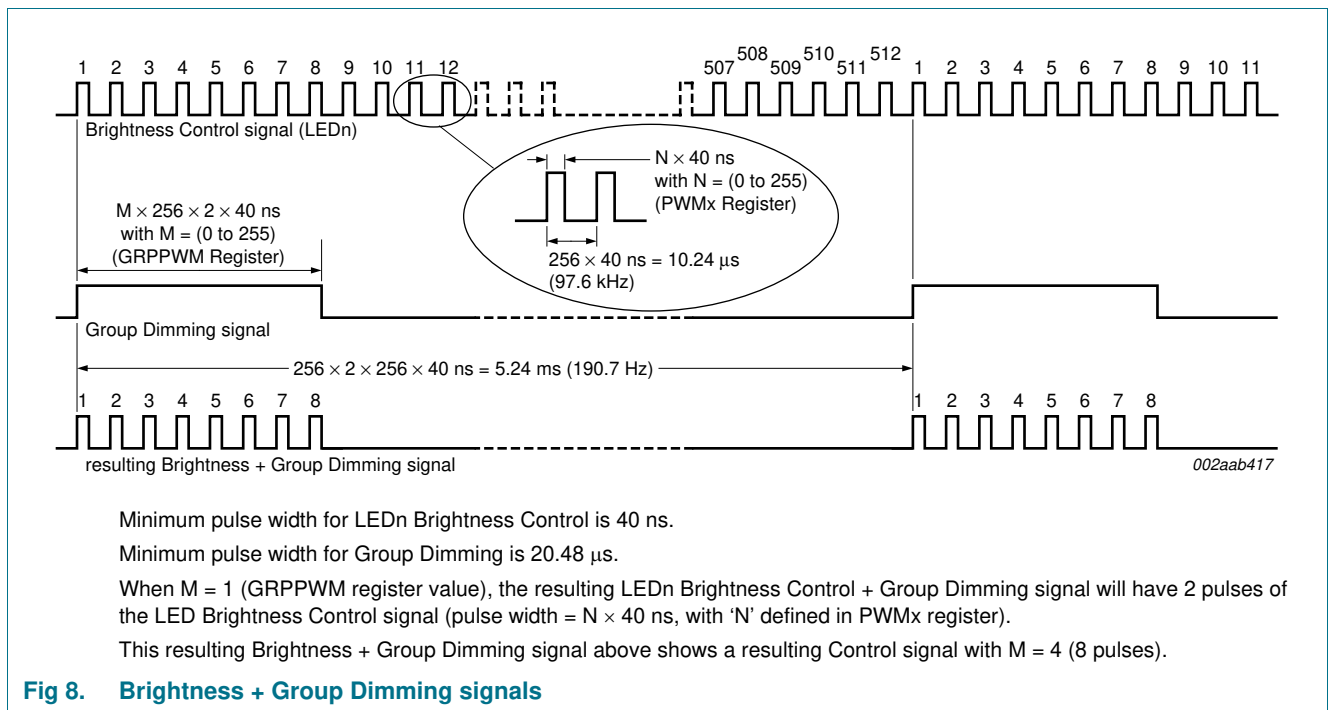 1 2 3 4 5 6 7 8 9 10 11 12 507 508 509 510 511 512 1 2 3 4 5 6 7 8 9 10 11
Brightness Control signal (LEDn)
N × 40 ns
with N = (0 to 255)
(PWMx Register)
256 × 40 ns = 10.24 μs
(97.6 kHz)
M × 256 × 2 × 40 ns
with M = (0 to 255)
(GRPPWM Register)
Group Dimming signal
256 × 2 × 256 × 40 ns = 5.24 ms (190.7 Hz)
1 2 3 4 5 6 7 8 1 2 3 4 5 6 7 8
resulting Brightness + Group Dimming signal
002aab417
Minimum pulse width for LEDn Brightness Control is 40 ns.
Minimum pulse width for Group Dimming is 20.48 μs.
When M = 1 (GRPPWM register value), the resulting LEDn Brightness Control + Group Dimming signal will have 2 pulses of
the LED Brightness Control signal (pulse width = N × 40 ns, with ‘N’ defined in PWMx register).
This resulting Brightness + Group Dimming signal above shows a resulting Control signal with M = 4 (8 pulses).
Fig 8. Brightness + Group Dimming signals